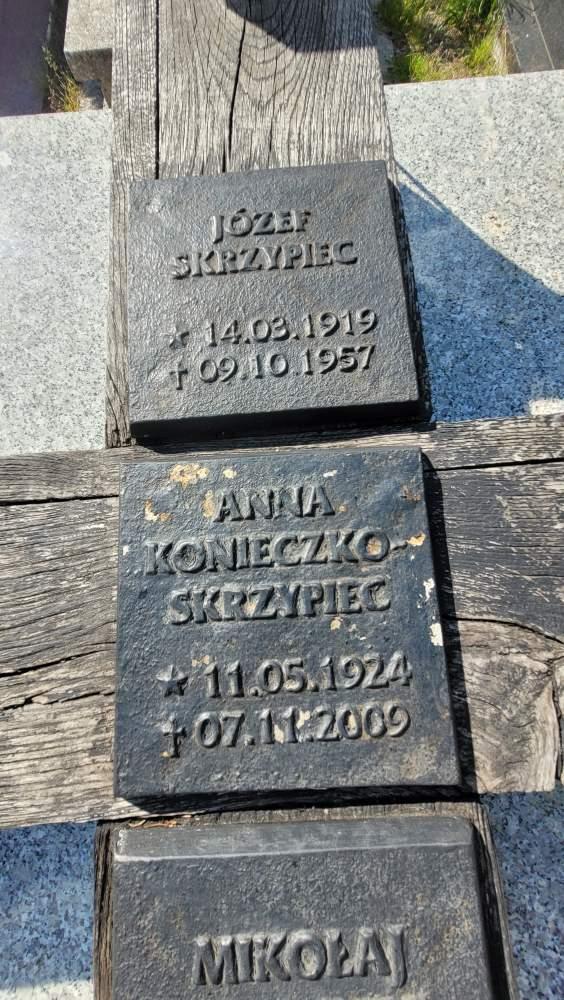 JÓZEF
SKRZYPIEC
★ 14.03.1919
✝ 09.10.1957
ANNA
KONIECZKO-
SKRZYPIEC
★ 11.05.1924
✝ 07.11.2009
MIKOŁAJ